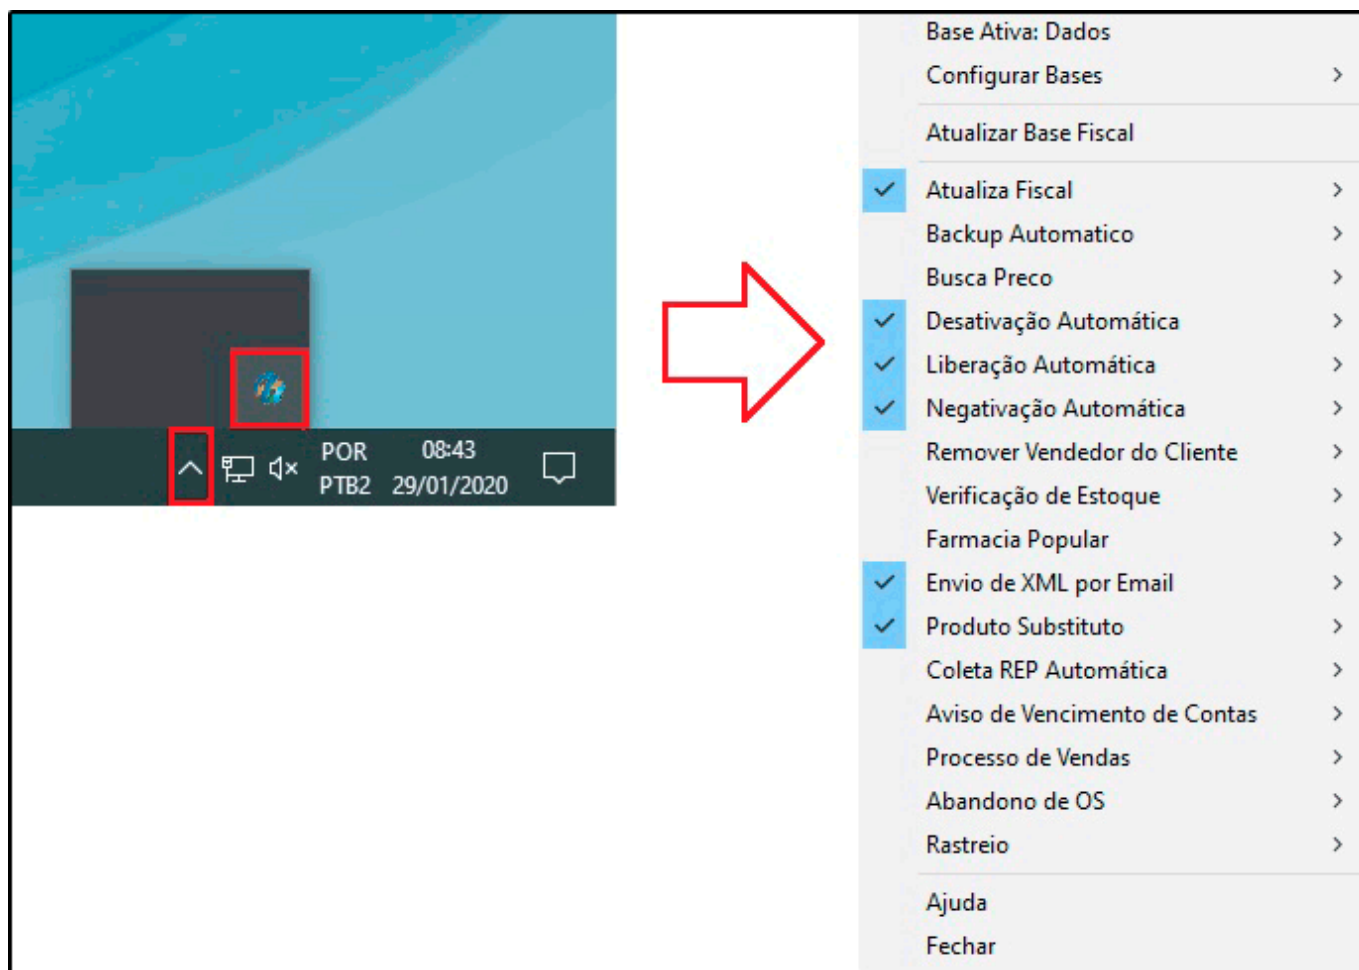 POR
PTB2
08:43
29/01/2020
Base Ativa: Dados
Configurar Bases
Atualizar Base Fiscal
Atualiza Fiscal
Backup Automatico
Busca Preco
Desativação Automática
Liberação Automática
Negativação Automática
Remover Vendedor do Cliente
Verificação de Estoque
Farmacia Popular
Envio de XML por Email
Produto Substituto
Coleta REP Automática
Aviso de Vencimento de Contas
Processo de Vendas
Abandono de OS
Rastreio
Ajuda
Fechar